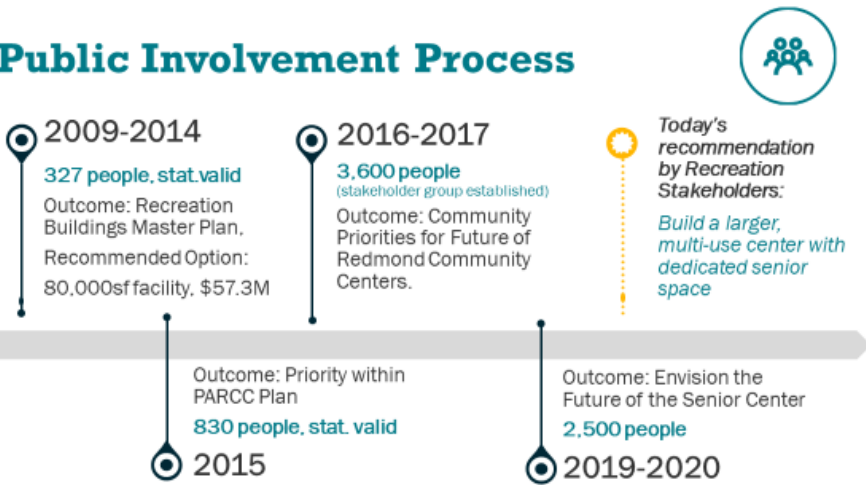 Public Involvement Process
2009-2014
327 people, stat.valid
Outcome: Recreation
Buildings Master Plan,
Recommended Option:
80,000sf facility, $57.3M
2016-2017
3,600 people
(stakeholder group established)
Outcome: Community
Priorities for Future of
Redmond Community
Centers.
Today's
recommendation
by Recreation
Stakeholders:
Build a larger,
multi-use center with
dedicated senior
space
Outcome: Priority within
PARCC Plan
830 people, stat. valid
2015
Outcome: Envision the
Future of the Senior Center
2,500 people
2019-2020